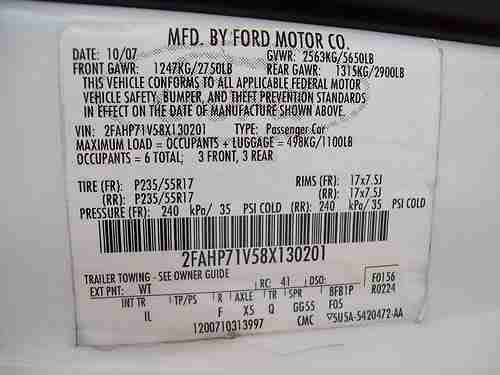 MFD. BY FORD MOTOR CO.
DATE: 10/07 GVWR: 2563KG/5650LB
FRONT GAWR: 1247KG/2750LB REAR GAWR: 1315KG/2900LB
THIS VEHICLE CONFORMS TO ALL APPLICABLE FEDERAL MOTOR
VEHICLE SAFETY, BUMPER, AND THEFT PREVENTION STANDARDS
IN EFFECT ON THE DATE OF MANUFACTURE SHOWN ABOVE.
VIN: 2FAHP71V58X130201 TYPE: Passenger Car
MAXIMUM LOAD = OCCUPANTS + LUGGAGE = 498KG/1100LB
OCCUPANTS = 6 TOTAL; 3 FRONT, 3 REAR
TIRE (FR): P235/55R17 RIMS (FR): 17x7.5J
(RR): P235/55R17 (RR): 17x7.5J
PRESSURE (FR): 240 kPa/ 35 PSI COLD (RR): 240 kPa/ 35 PSI COLD
2FAHP71V58X130201
TRAILER TOWING - SEE OWNER GUIDE
EXT PNT: WT RC: 41 DSO: F0156
INT TR TP/PS R AXLE TR SPR BFB1P R0224
IL F X5 Q GG55 F05
1200710313997 CMC ▽5U5A-5420472-AA